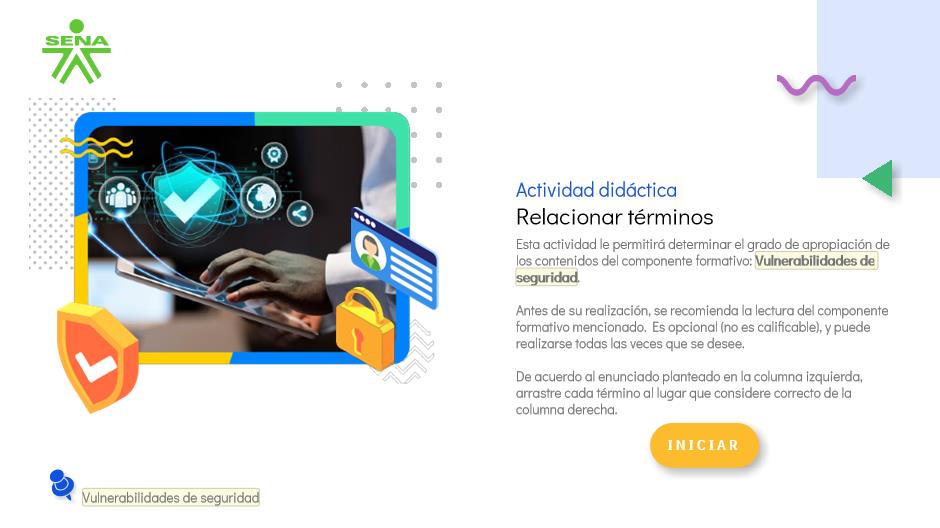 SENA
Actividad didáctica
Relacionar términos
Esta actividad le permitirá determinar el grado de apropiación de
los contenidos del componente formativo: Vulnerabilidades de
seguridad.
Antes de su realización, se recomienda la lectura del componente
formativo mencionado. Es opcional (no es calificable), y puede
realizarse todas las veces que se desee.
De acuerdo al enunciado planteado en la columna izquierda,
arrastre cada término al lugar que considere correcto de la
columna derecha.
INICIAR
Vulnerabilidades de seguridad